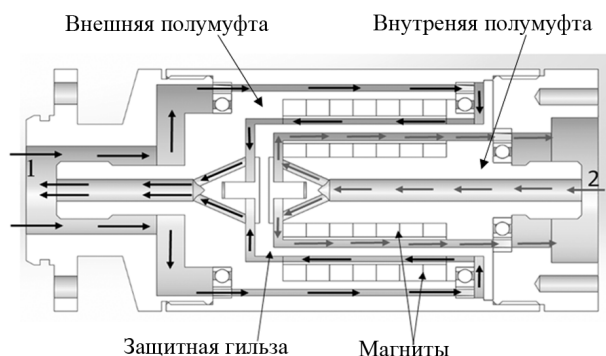 Внешняя полумуфта
Внутреняя полумуфта
1
2
Защитная гильза
Магниты